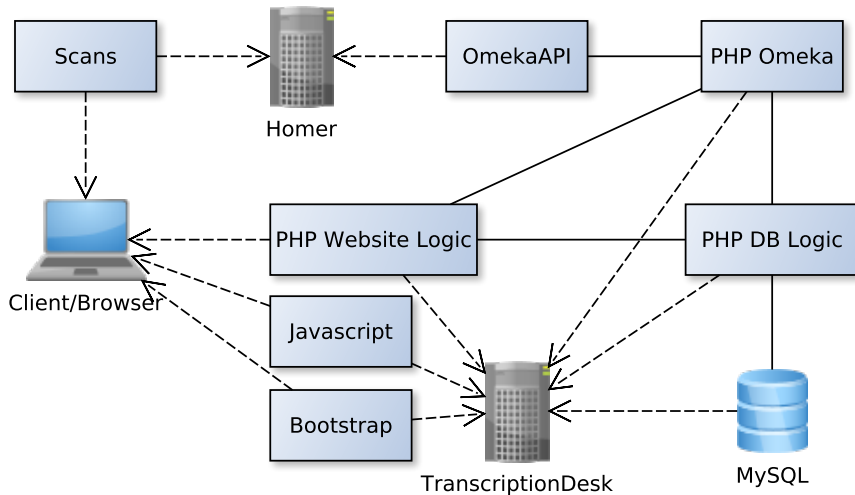 Scans
OmekaAPI
PHP Omeka
Homer
PHP Website Logic
PHP DB Logic
Client/Browser
Javascript
Bootstrap
MySQL
TranscriptionDesk